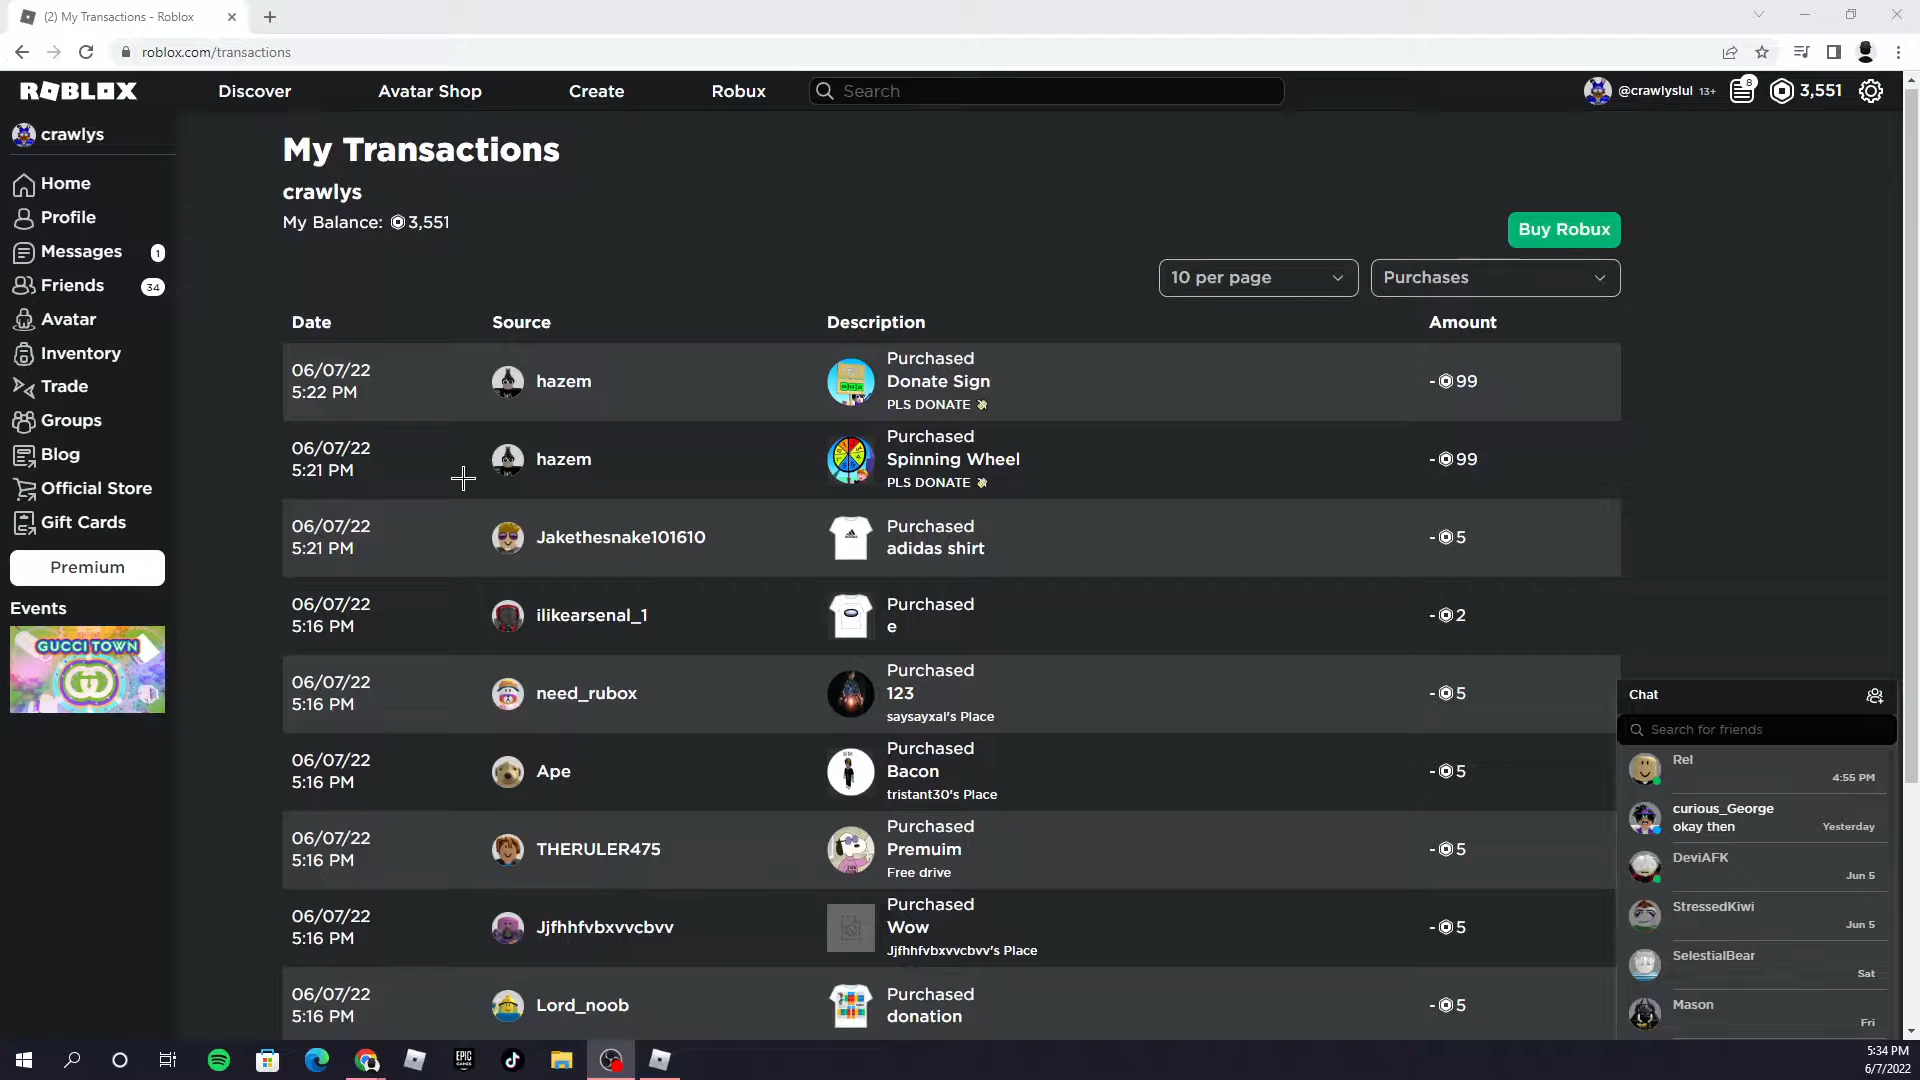 (2) My Transactions - Roblox
roblox.com/transactions
ROBLOX
Discover
Avatar Shop
Create
Robux
Search
@crawlyslul 13+
8
3,551
crawlys
Home
Profile
Messages
1
Friends
34
Avatar
Inventory
Trade
Groups
Blog
Official Store
Gift Cards
Premium
Events
GUCCI TOWN
My Transactions
crawlys
My Balance: 3,551
Buy Robux
10 per page
Purchases
Date
Source
Description
Amount
06/07/22
5:22 PM
hazem
Purchased
Donate Sign
PLS DONATE
-99
06/07/22
5:21 PM
hazem
Purchased
Spinning Wheel
PLS DONATE
-99
06/07/22
5:21 PM
Jakethesnake101610
Purchased
adidas shirt
-5
06/07/22
5:16 PM
ilikearsenal_1
Purchased
e
-2
06/07/22
5:16 PM
need_rubox
Purchased
123
saysayxal's Place
-5
06/07/22
5:16 PM
Ape
Purchased
Bacon
tristant30's Place
-5
06/07/22
5:16 PM
THERULER475
Purchased
Premuim
Free drive
-5
06/07/22
5:16 PM
Jjfhhfvbxvvcbvv
Purchased
Wow
Jjfhhfvbxvvcbvv's Place
-5
06/07/22
5:16 PM
Lord_noob
Purchased
donation
-5
Chat
Search for friends
Rel
4:55 PM
curious_George
okay then
Yesterday
DeviAFK
Jun 5
StressedKiwi
Jun 5
SelestialBear
Sat
Mason
Fri
EPIC
GAMES
5:34 PM
6/7/2022